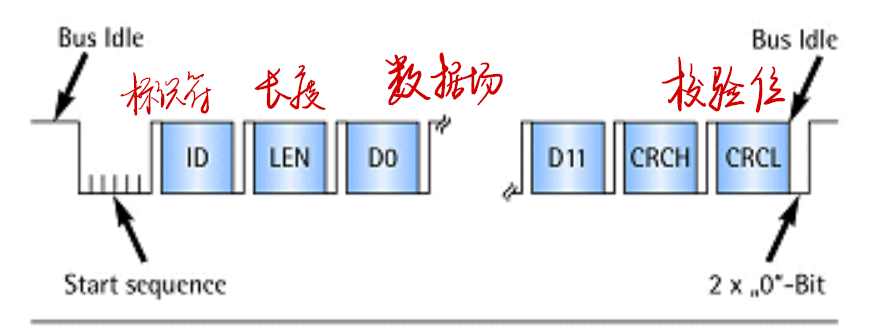 Bus Idle
Bus Idle
标识符 长度 数据场 校验位
ID LEN D0 D11 CRCH CRCL
Start sequence
2 x „0"-Bit